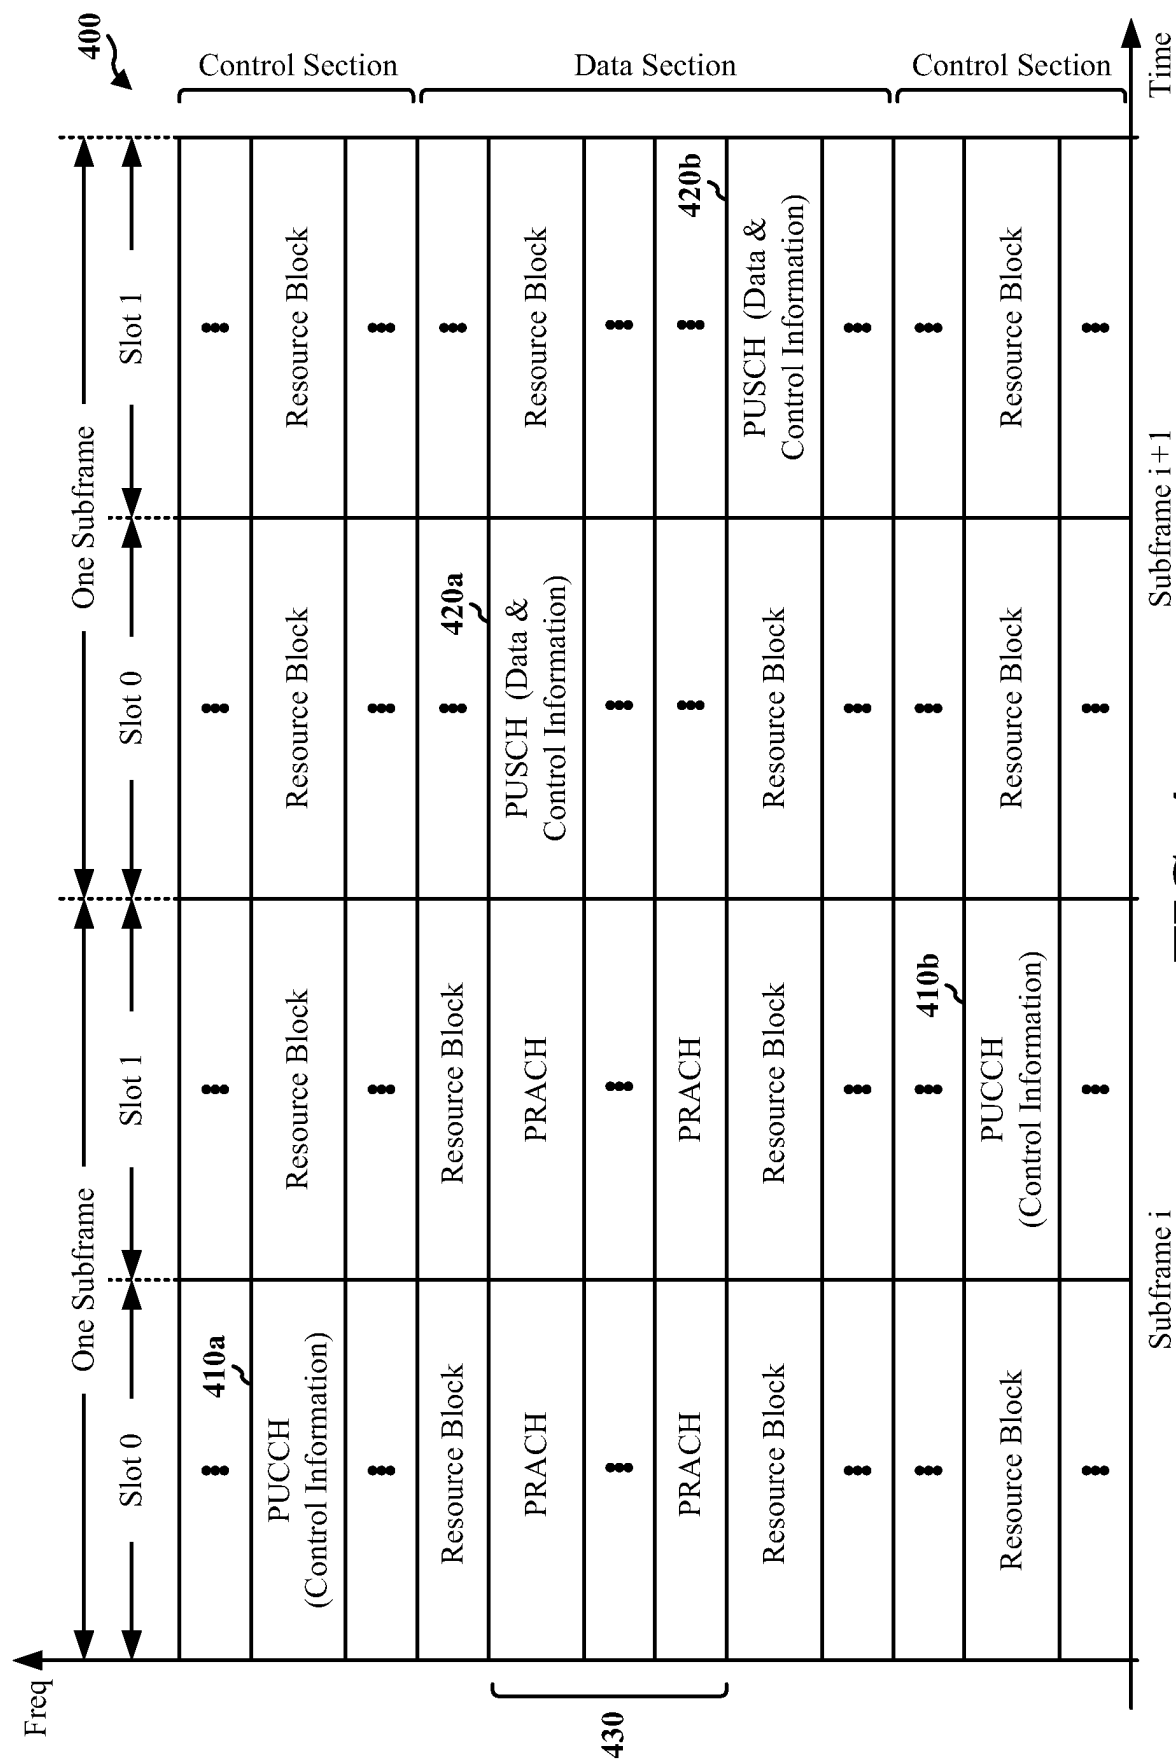 400
Freq
One Subframe
One Subframe
Slot 0
Slot 1
Slot 0
Slot 1
Control Section
410a
PUCCH
(Control Information)
Resource Block
Resource Block
Resource Block
Data Section
Resource Block
Resource Block
420a
430
PRACH
PRACH
PUSCH (Data &
Control Information)
Resource Block
PRACH
PRACH
420b
Resource Block
Resource Block
Resource Block
PUSCH (Data &
Control Information)
Control Section
410b
Resource Block
PUCCH
(Control Information)
Resource Block
Resource Block
Time
Subframe i
Subframe i+1